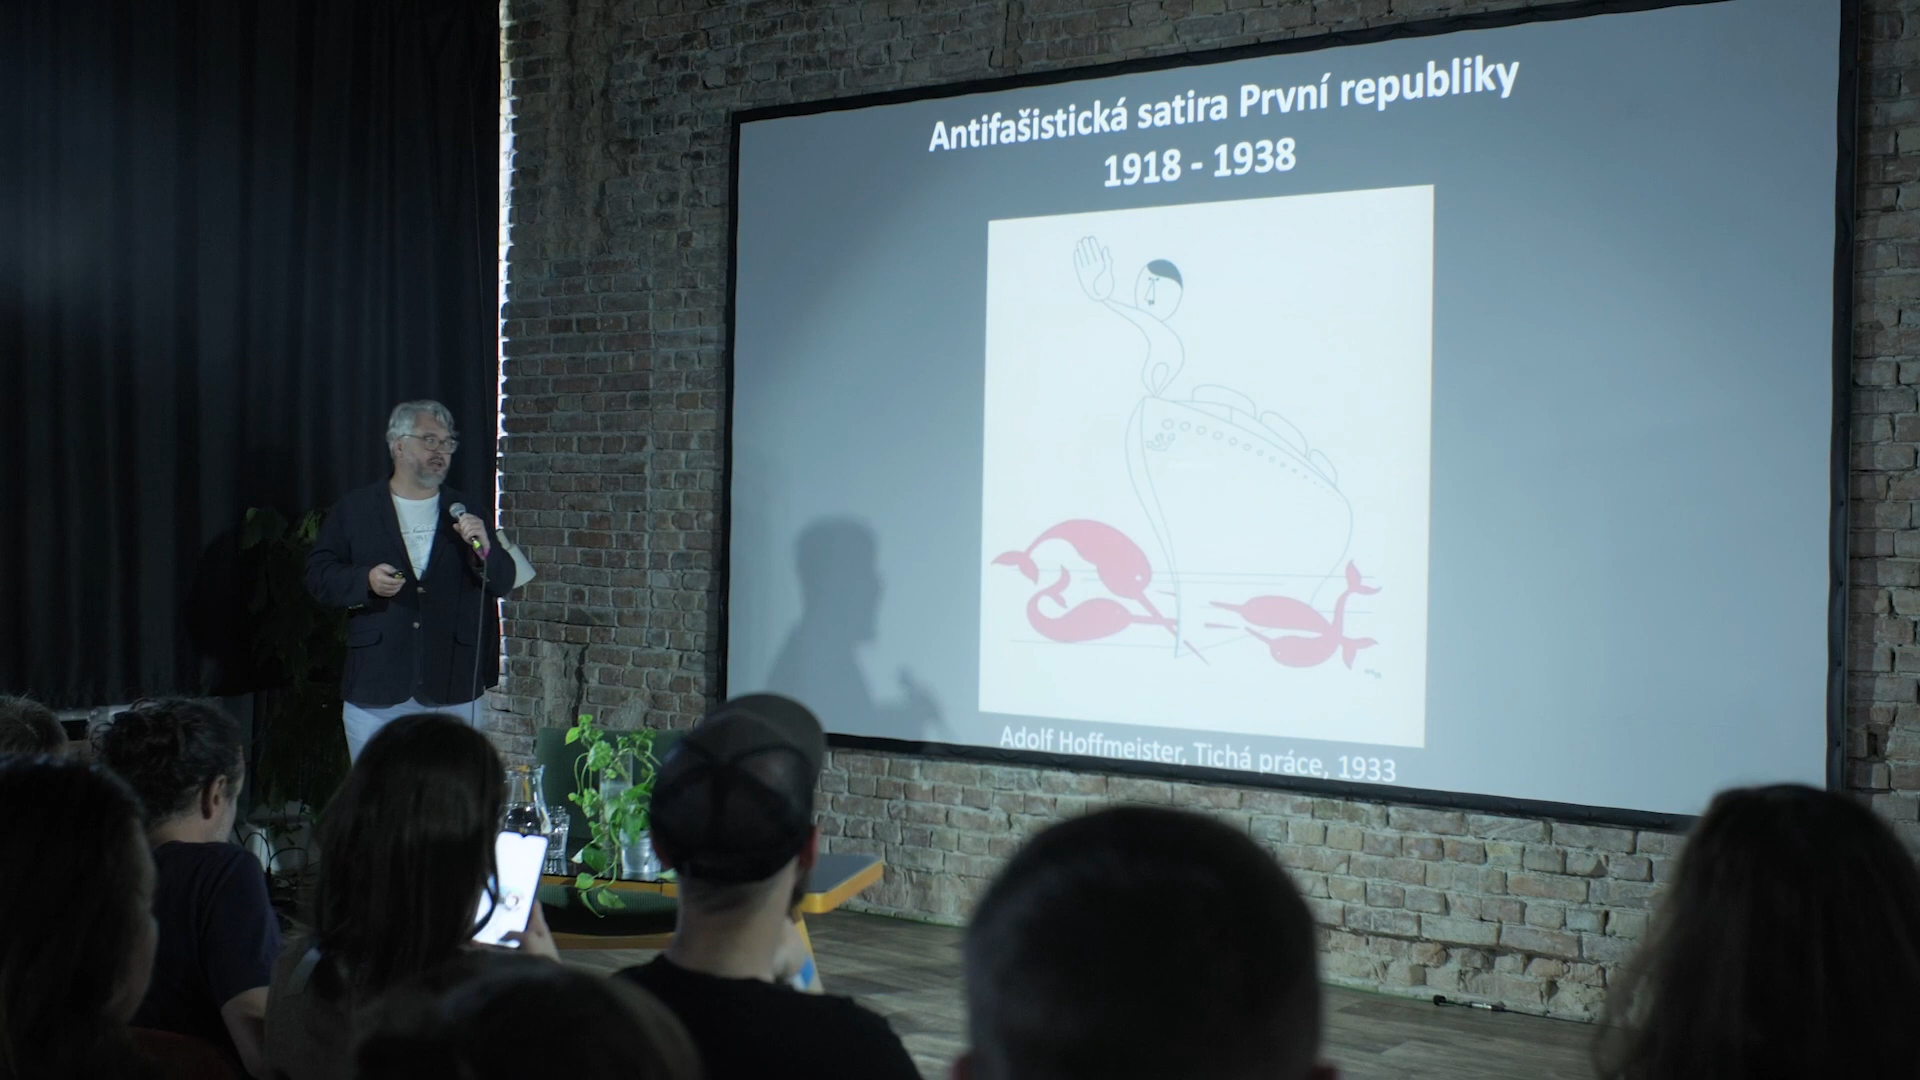 Antifašistická satira První republiky
1918 - 1938
Adolf Hoffmeister, Tichá práce, 1933